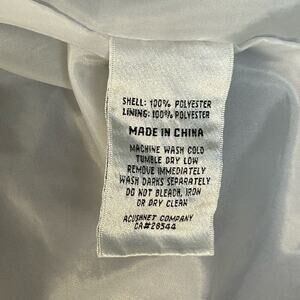 SHELL: 100% POLYESTER
LINING: 100% POLYESTER
MADE IN CHINA
MACHINE WASH COLD
TUMBLE DRY LOW
REMOVE IMMEDIATELY
WASH DARKS SEPARATELY
DO NOT BLEACH, IRON
OR DRY CLEAN
ACUSHNET COMPANY
CA#26544